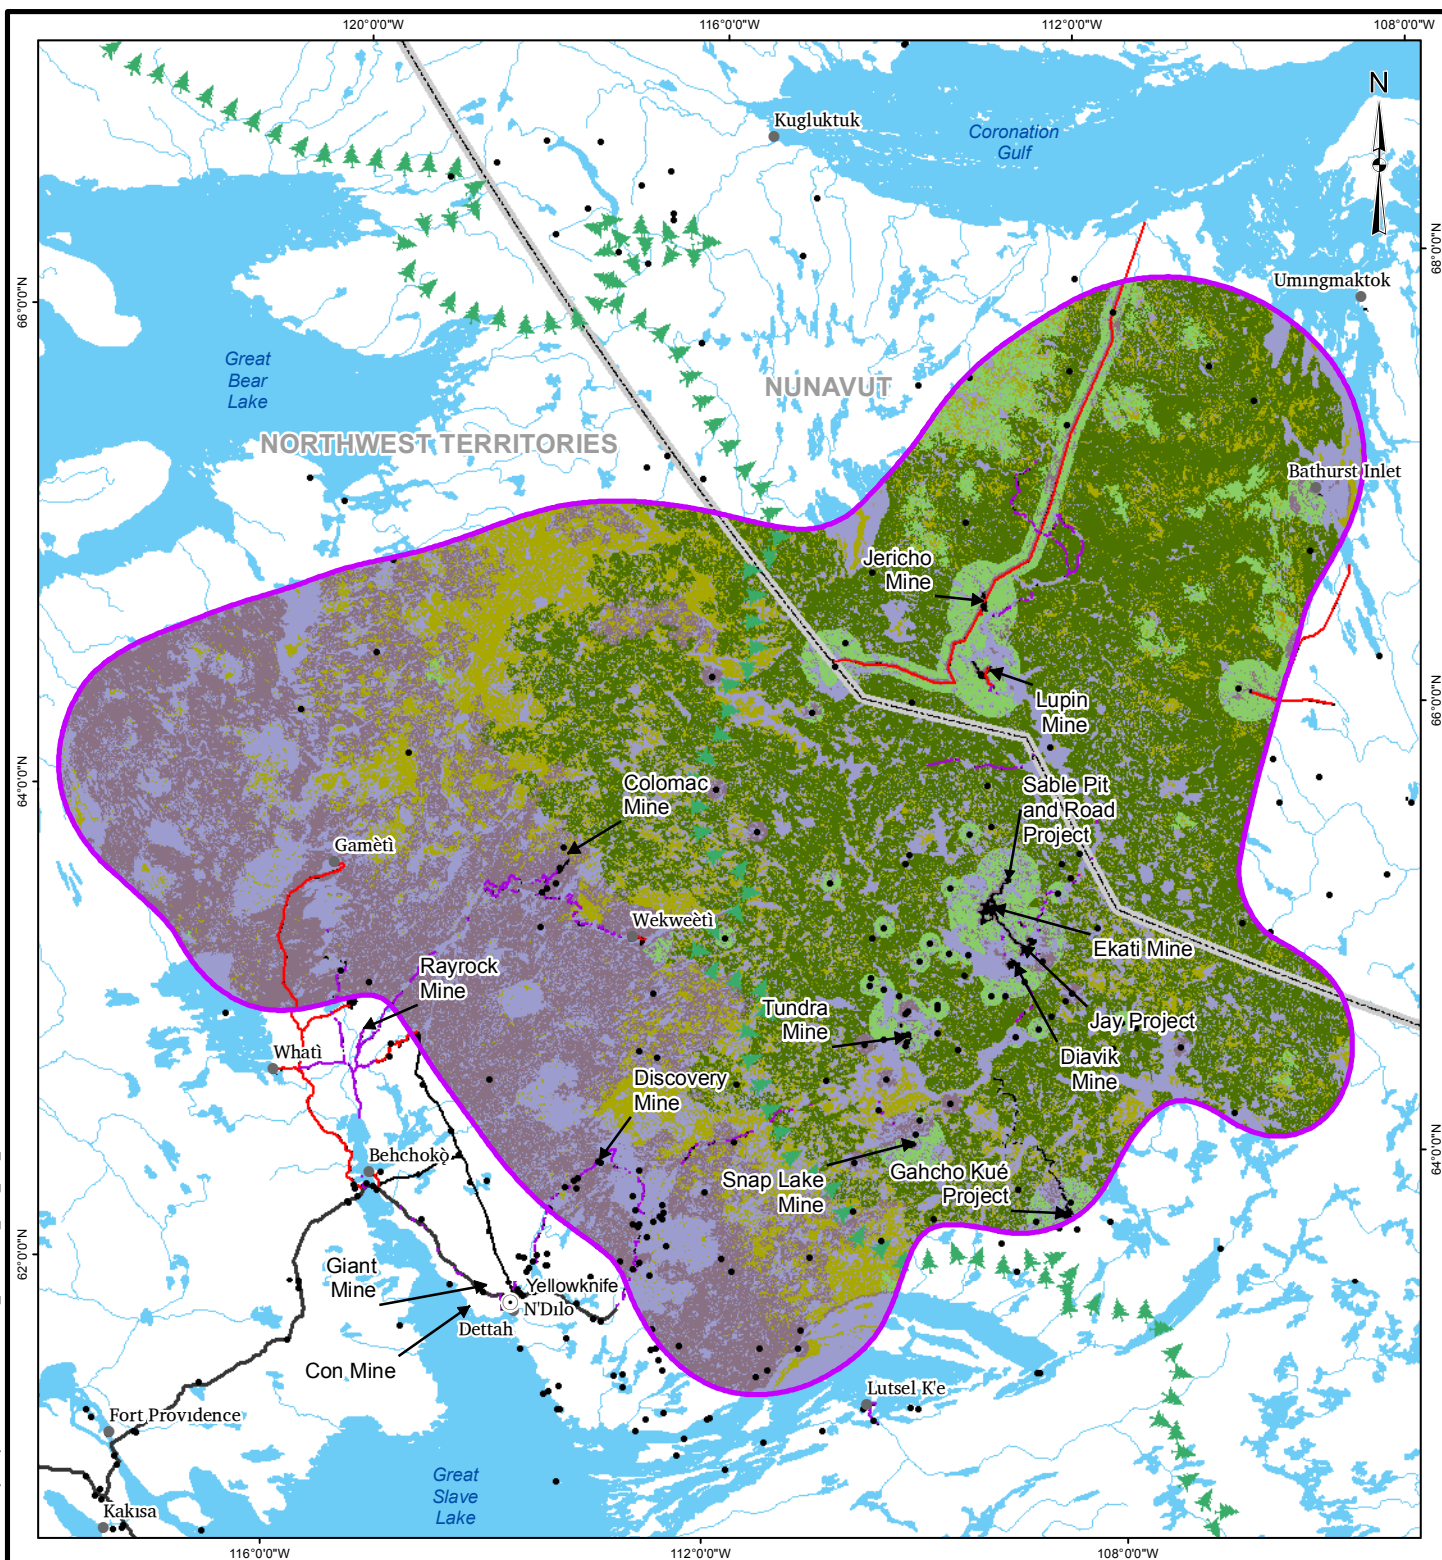 120°0'0"W
116°0'0"W
112°0'0"W
108°0'0"W
N
Kugluktuk
Coronation
Gulf
68°0'0"N
66°0'0"N
Umıngmaktok
Great
Bear
Lake
NUNAVUT
NORTHWEST TERRITORIES
Bathurst Inlet
Jericho
Mine
Lupin
Mine
66°0'0"N
64°0'0"N
Colomac
Mine
Sable Pit
and Road
Project
Gamètì
Wekweètì
Ekati Mine
Rayrock
Mine
Tundra
Mine
Jay Project
Whatì
Diavik
Mine
Discovery
Mine
Behchokǫ̀
64°0'0"N
Snap Lake
Mine
Gahcho Kué
Project
62°0'0"N
Giant
Mine
Yellowknife
N'Dılo
Dettah
Con Mine
Lutsel K'e
Fort Provıdence
Great
Slave
Lake
Kakısa
116°0'0"W
112°0'0"W
108°0'0"W